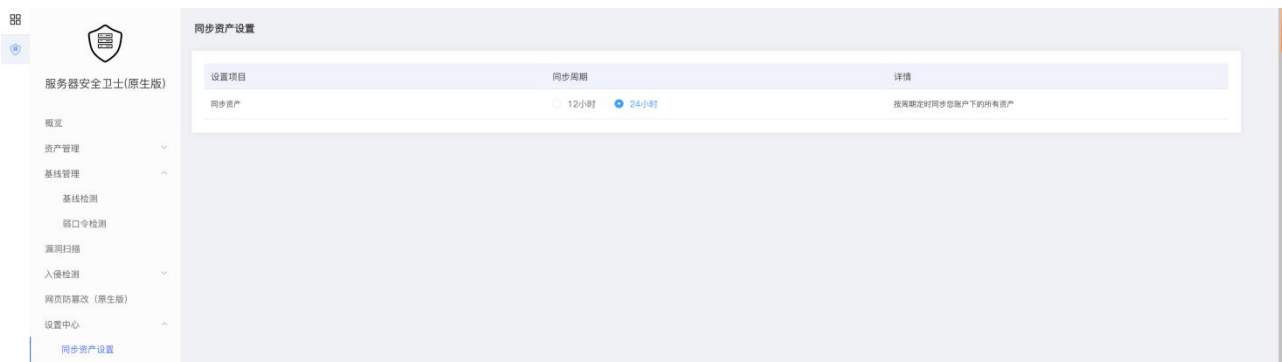 服务器安全卫士(原生版)
概览
资产管理
基线管理
基线检测
弱口令检测
漏洞扫描
入侵检测
网页防篡改（原生版）
设置中心
同步资产设置
同步资产设置
设置项目 同步周期 详情
同步资产 12小时 24小时 按周期定时同步您账户下的所有资产